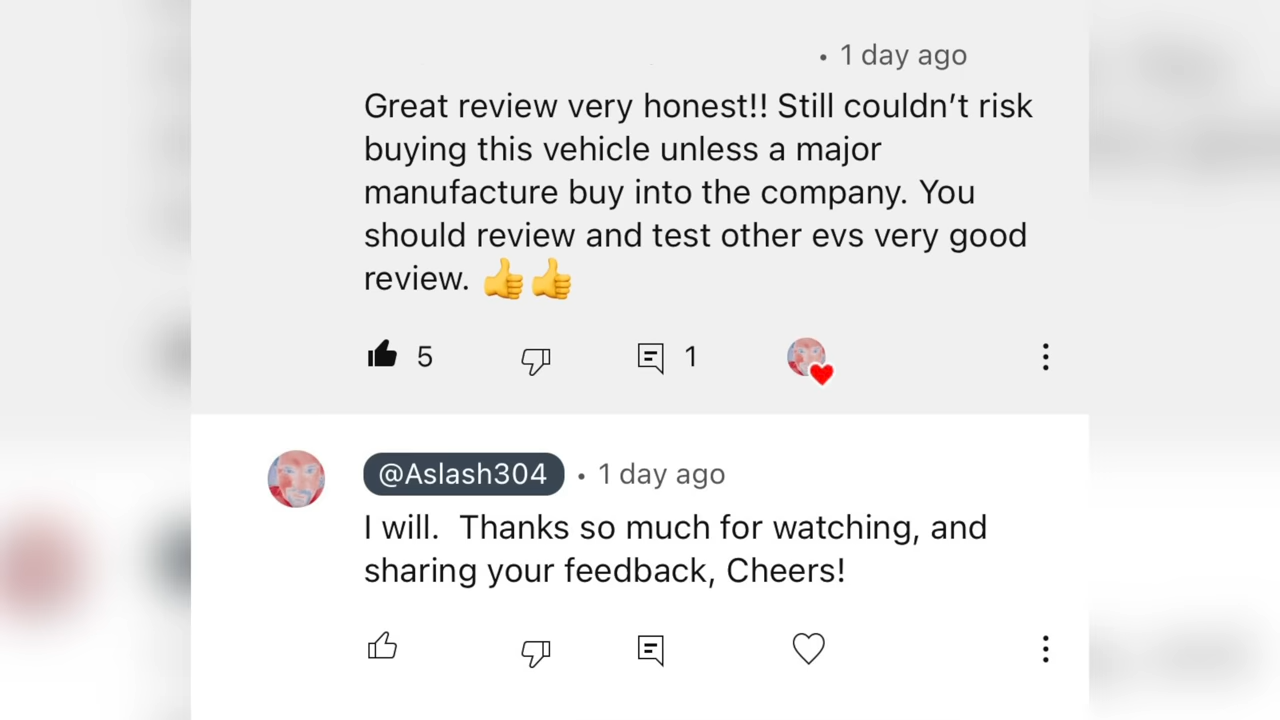 • 1 day ago
Great review very honest!! Still couldn’t risk
buying this vehicle unless a major
manufacture buy into the company. You
should review and test other evs very good
review. 👍👍
5 1
@Aslash304 • 1 day ago
I will.  Thanks so much for watching, and
sharing your feedback, Cheers!